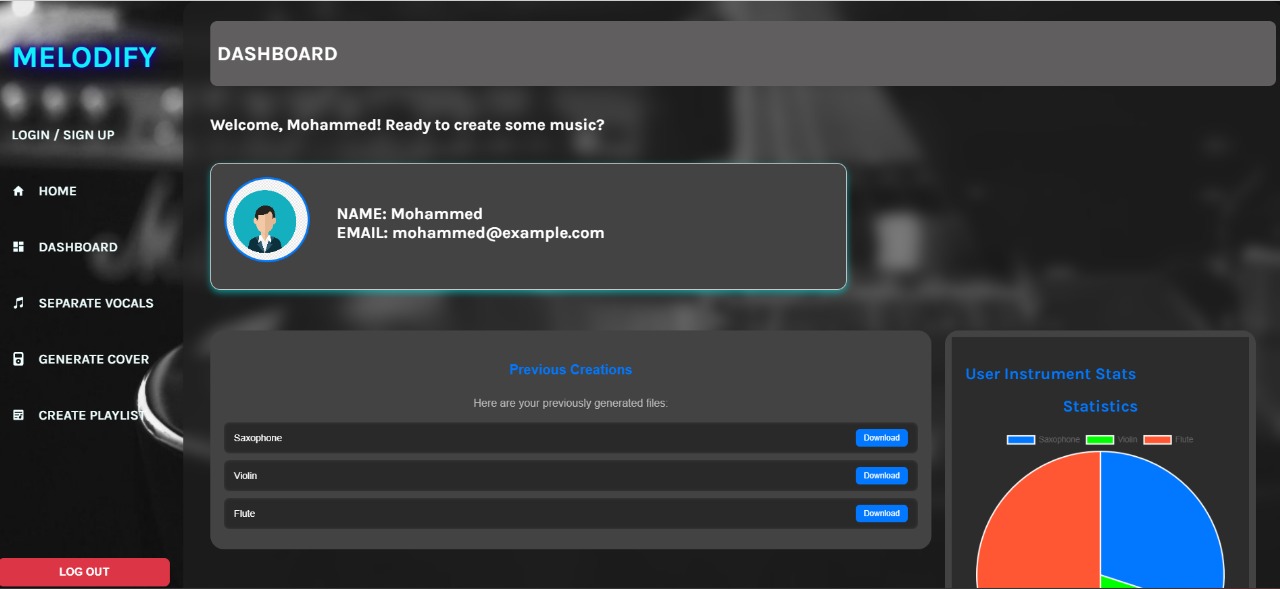 MELODIFY
LOGIN / SIGN UP
HOME
DASHBOARD
SEPARATE VOCALS
GENERATE COVER
CREATE PLAYLIST
LOG OUT
DASHBOARD
Welcome, Mohammed! Ready to create some music?
NAME: Mohammed
EMAIL: mohammed@example.com
Previous Creations
Here are your previously generated files:
Saxophone Download
Violin Download
Flute Download
User Instrument Stats
Statistics
Saxophone Violin Flute